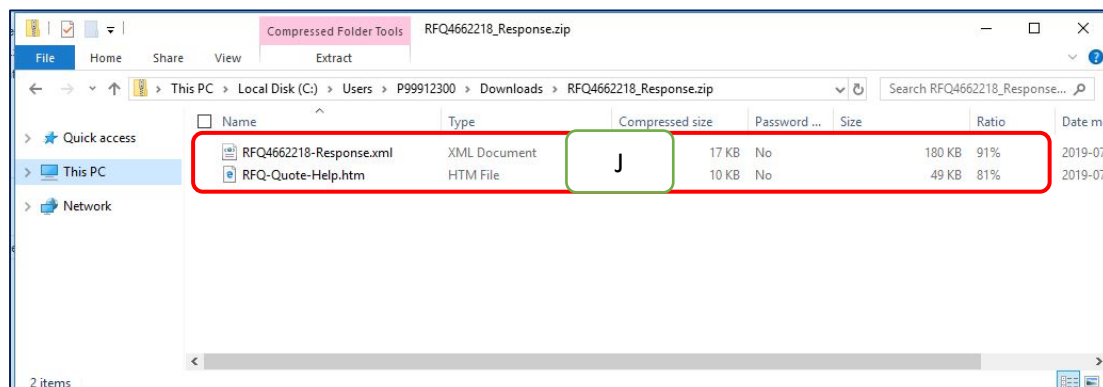 Compressed Folder Tools RFQ4662218_Response.zip
File Home Share View Extract
This PC > Local Disk (C:) > Users > P99912300 > Downloads > RFQ4662218_Response.zip Search RFQ4662218_Response...
Name Type Compressed size Password ... Size Ratio Date m
Quick access
RFQ4662218-Response.xml XML Document 17 KB No 180 KB 91% 2019-07
This PC
RFQ-Quote-Help.htm HTM File 10 KB No 49 KB 81% 2019-07
J
Network
2 items